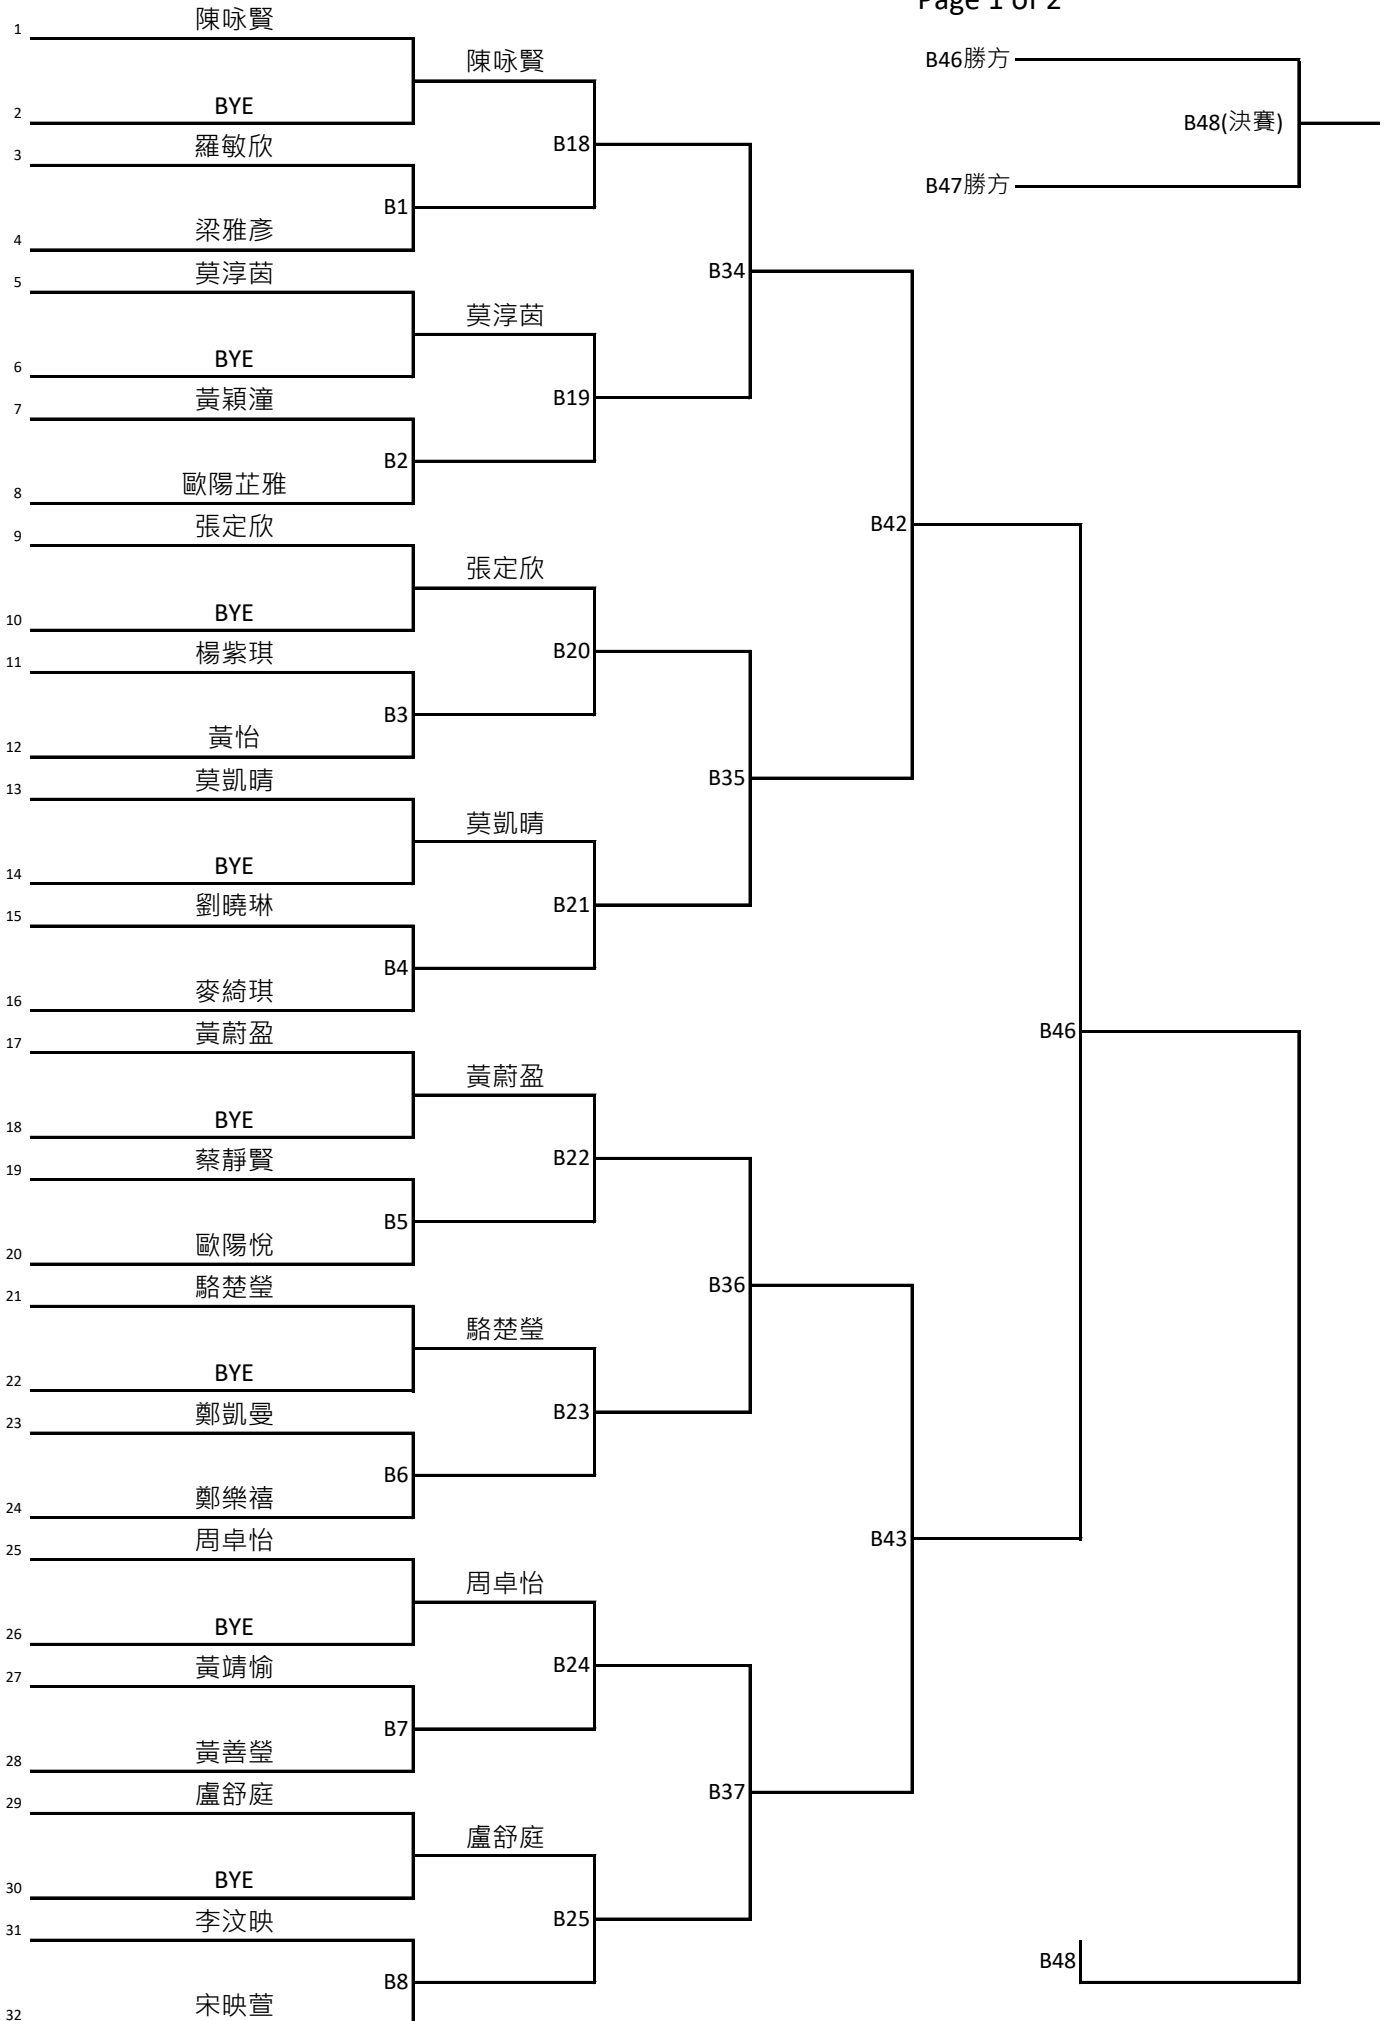 Page 1 of 2
1 陳咏賢
陳咏賢
B46勝方
2 BYE
B48(決賽)
3 羅敏欣
B18
B47勝方
B1
4 梁雅彥
5 莫淳茵
B34
莫淳茵
6 BYE
7 黃穎潼
B19
B2
8 歐陽芷雅
9 張定欣
B42
張定欣
10 BYE
11 楊紫琪
B20
B3
12 黃怡
13 莫凱晴
B35
莫凱晴
14 BYE
15 劉曉琳
B21
B4
16 麥綺琪
17 黃蔚盈
B46
黃蔚盈
18 BYE
19 蔡靜賢
B22
B5
20 歐陽悅
21 駱楚瑩
B36
駱楚瑩
22 BYE
23 鄭凱曼
B23
B6
24 鄭樂禧
25 周卓怡
B43
周卓怡
26 BYE
27 黃靖愉
B24
B7
28 黃善瑩
29 盧舒庭
B37
盧舒庭
30 BYE
31 李汶映
B25
B48
B8
32 宋映萱